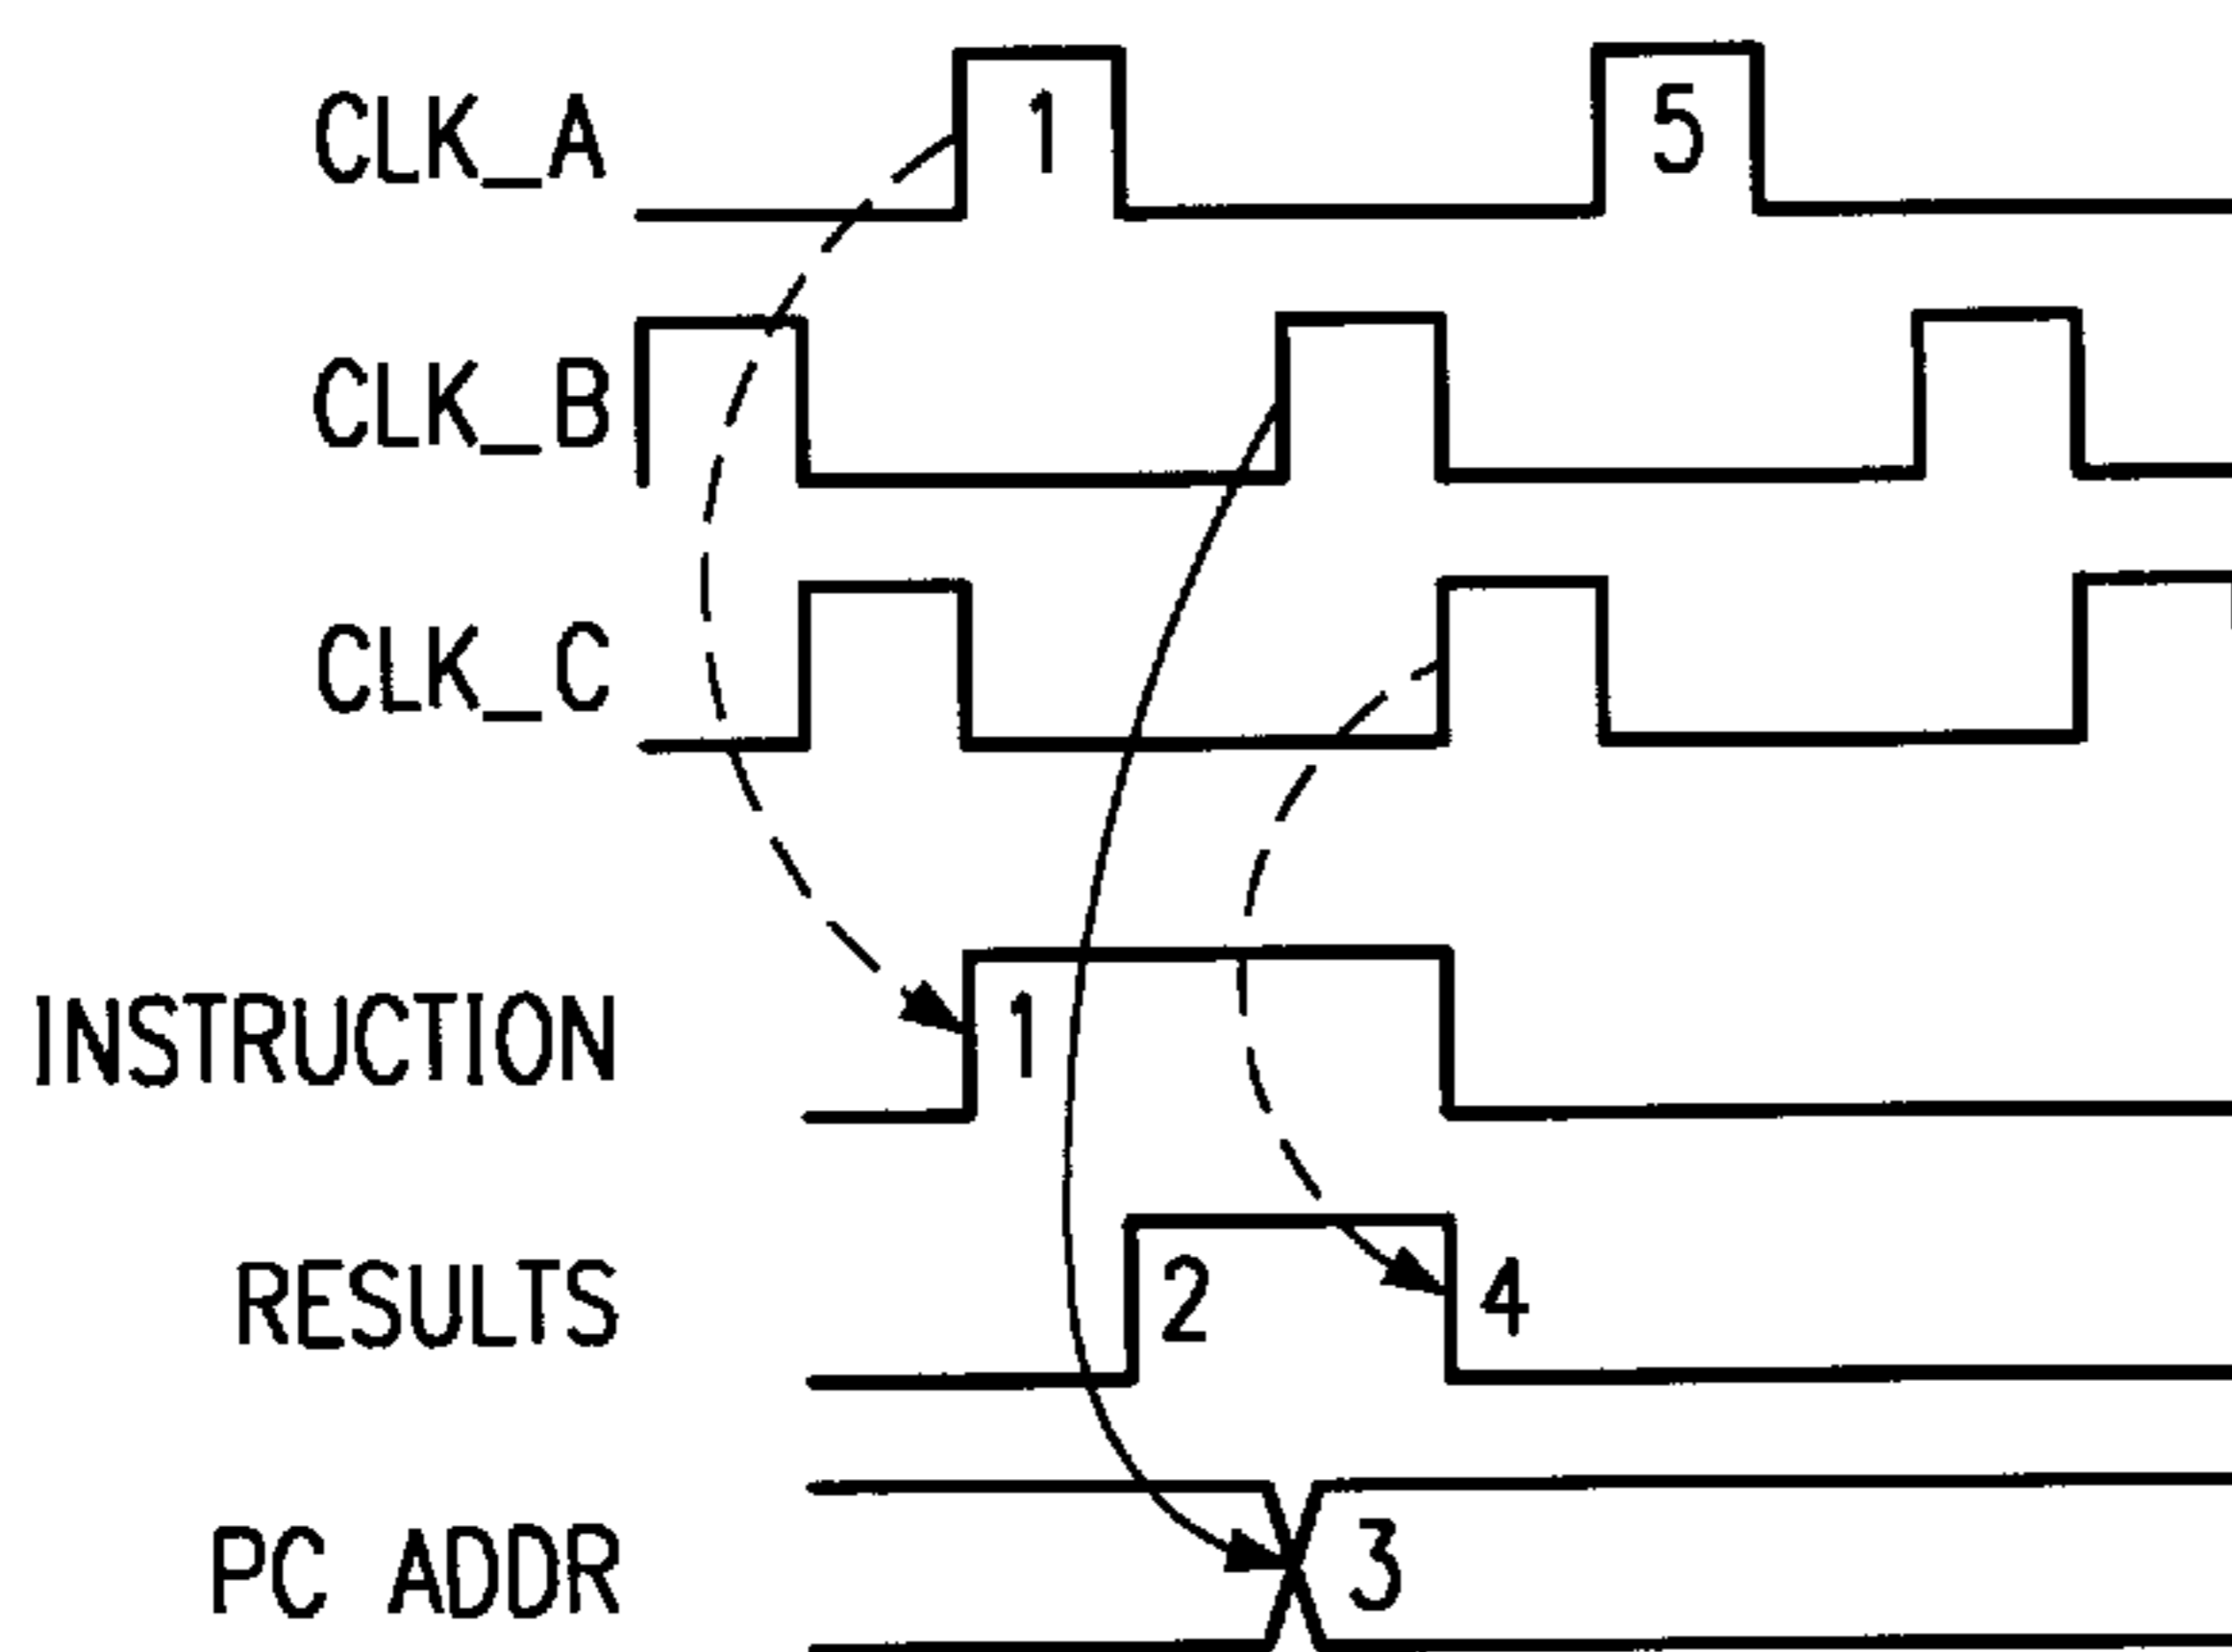 CLK_A 1 5
CLK_B
CLK_C
INSTRUCTION 1
RESULTS 2 4
PC ADDR 3